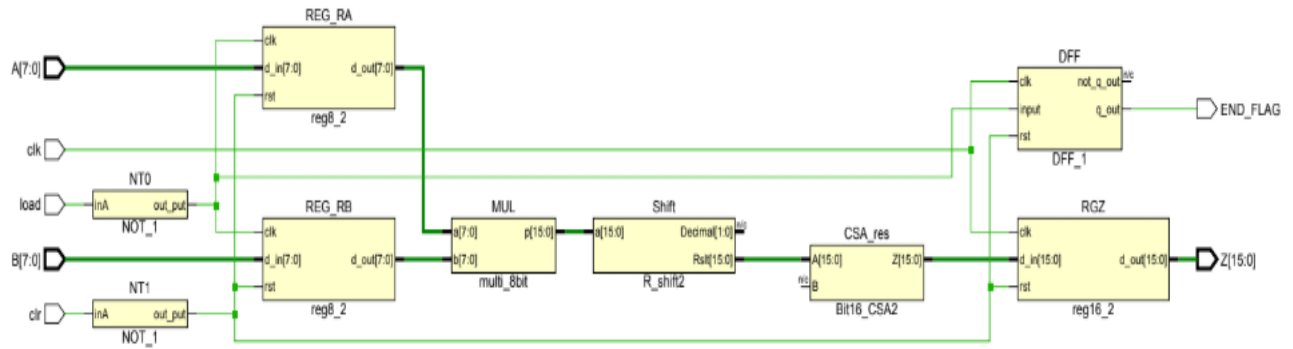 REG_RA
clk
A[7:0]
d_in[7:0]
d_out[7:0]
rst
reg8_2
DFF
clk
not_q_out
n/c
input
q_out
END_FLAG
rst
DFF_1
clk
NT0
load
inA
out_put
NOT_1
REG_RB
clk
B[7:0]
d_in[7:0]
d_out[7:0]
rst
reg8_2
MUL
a[7:0]
p[15:0]
b[7:0]
multi_8bit
Shift
a[15:0]
Decimal[1:0]
n/c
Rslt[15:0]
R_shift2
CSA_res
A[15:0]
Z[15:0]
n/c
B
Bit16_CSA2
RGZ
clk
d_in[15:0]
d_out[15:0]
Z[15:0]
rst
reg16_2
NT1
clr
inA
out_put
NOT_1